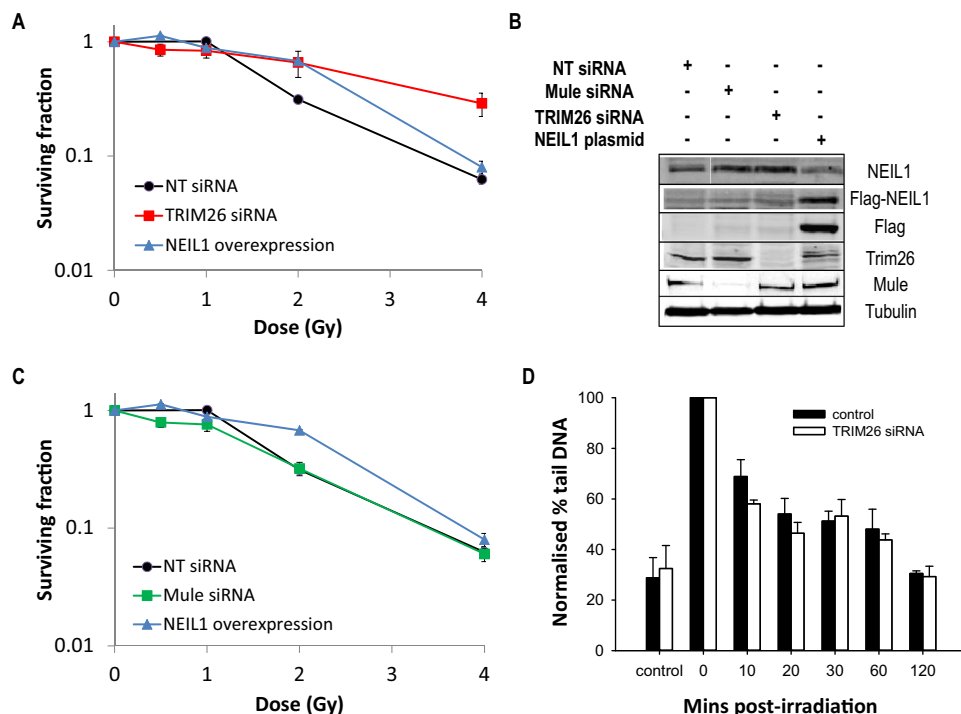 A
Surviving fraction
1
0.1
0.01
NT siRNA
TRIM26 siRNA
NEIL1 overexpression
0 1 2 3 4
Dose (Gy)
B
NT siRNA + - - -
Mule siRNA - + - -
TRIM26 siRNA - - + -
NEIL1 plasmid - - - +
NEIL1
Flag-NEIL1
Flag
Trim26
Mule
Tubulin
C
Surviving fraction
1
0.1
0.01
NT siRNA
Mule siRNA
NEIL1 overexpression
0 1 2 3 4
Dose (Gy)
D
Normalised % tail DNA
100
80
60
40
20
0
control
TRIM26 siRNA
control 0 10 20 30 60 120
Mins post-irradiation